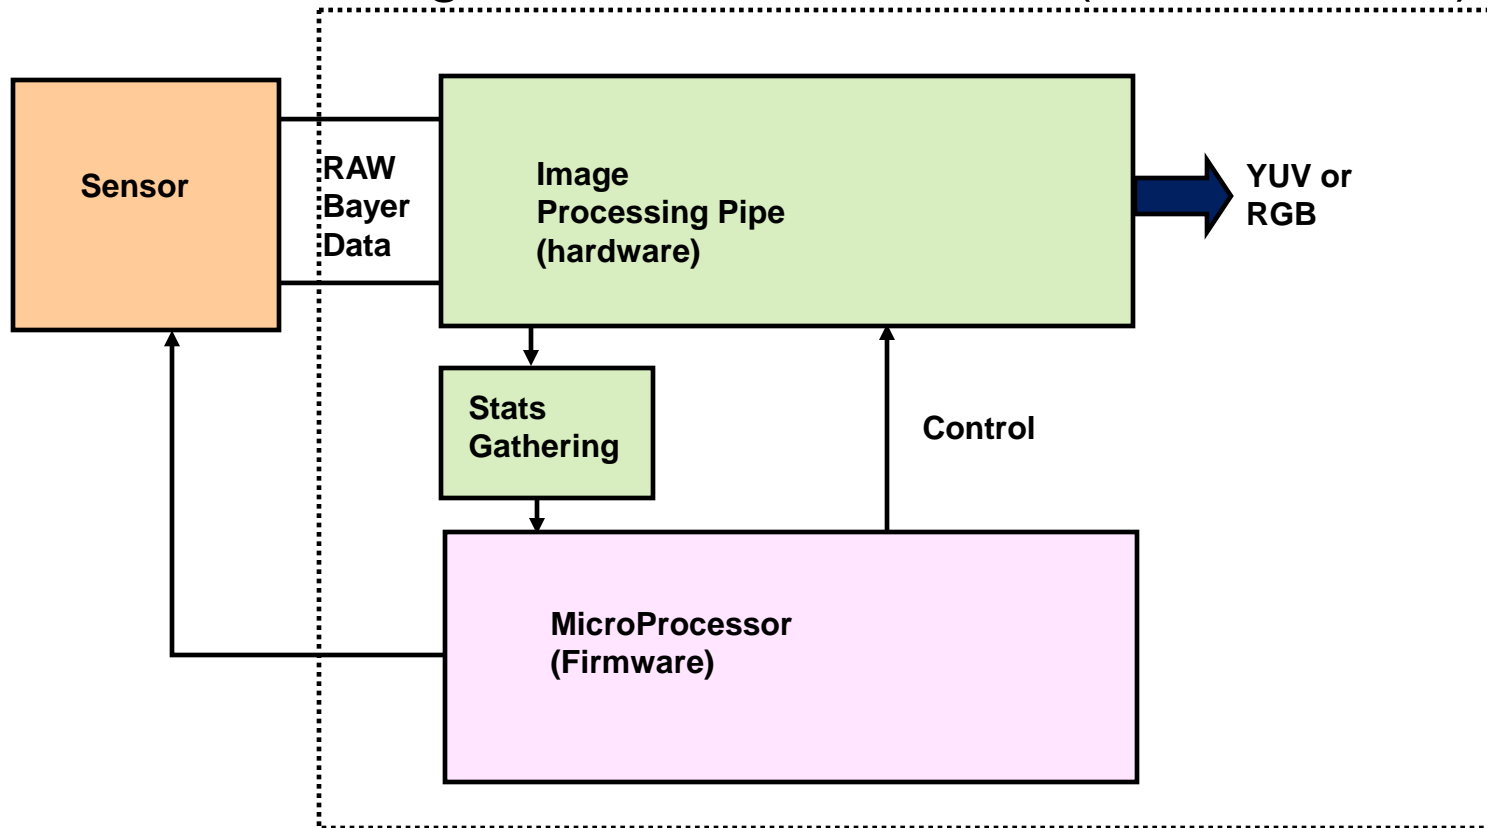 Sensor
RAW
Bayer
Data
Image
Processing Pipe
(hardware)
YUV or
RGB
Stats
Gathering
Control
MicroProcessor
(Firmware)